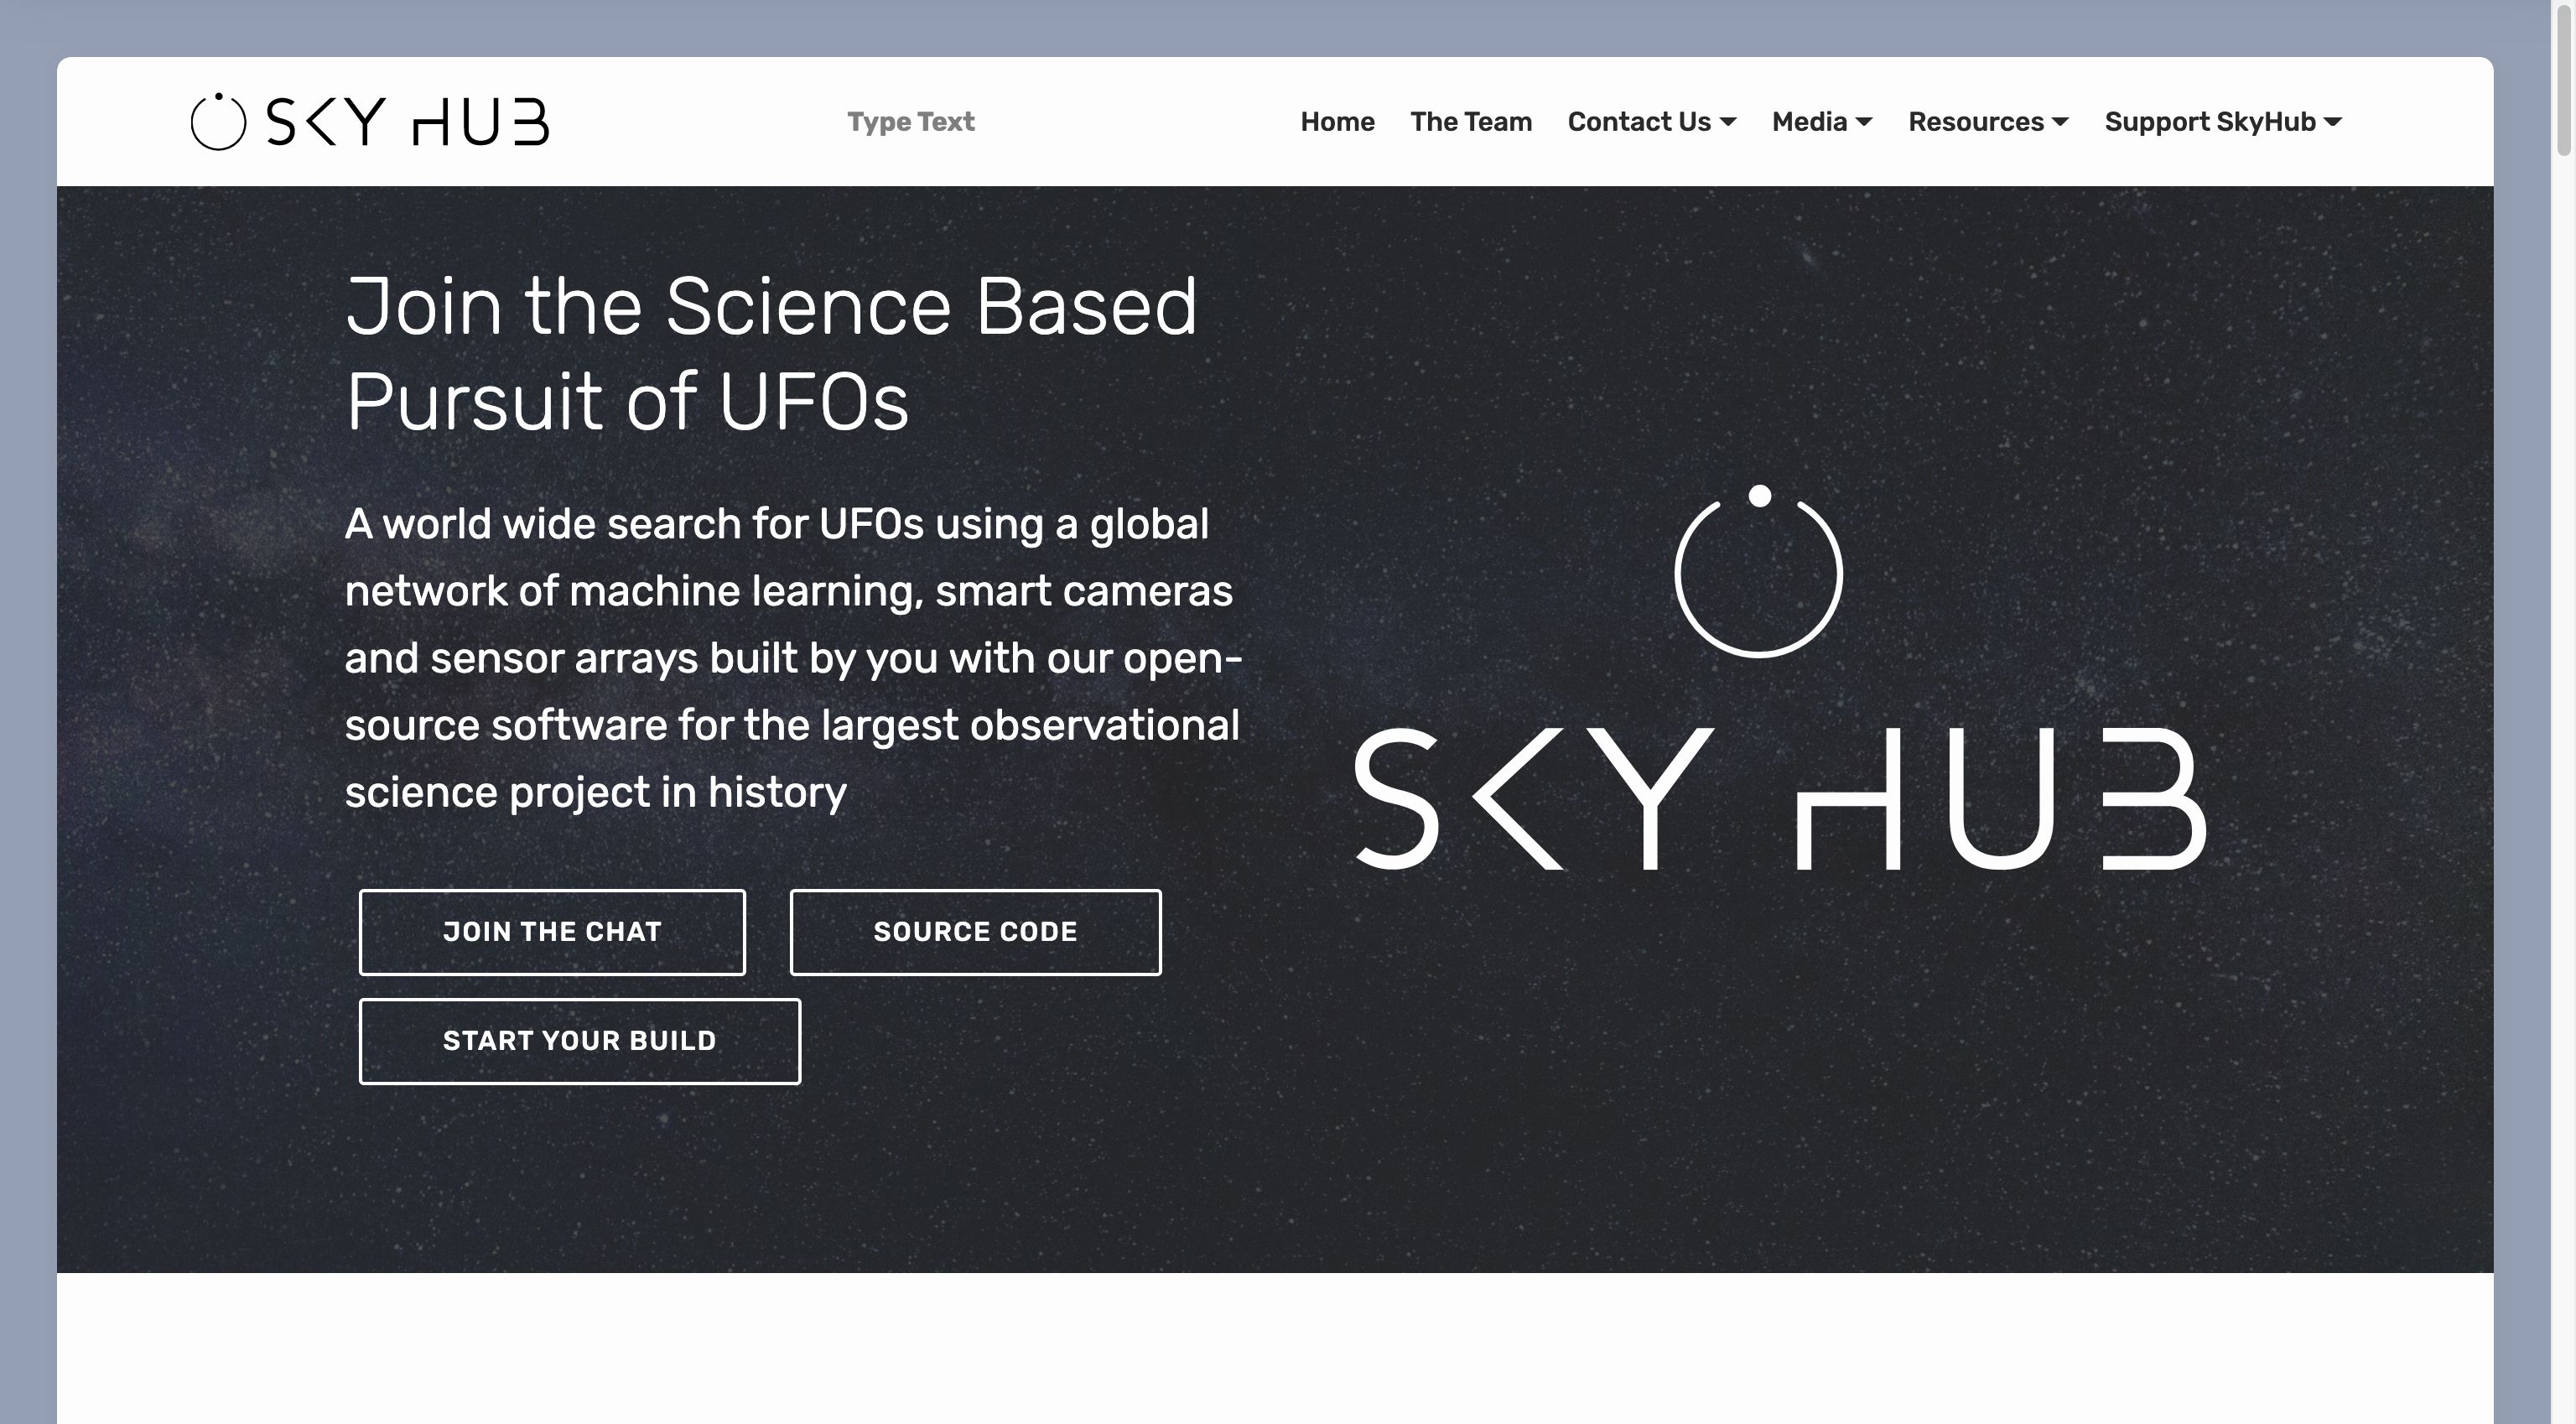 SKY HUB
Type Text
Home The Team Contact Us Media Resources Support SkyHub
Join the Science Based
Pursuit of UFOs
A world wide search for UFOs using a global
network of machine learning, smart cameras
and sensor arrays built by you with our open-
source software for the largest observational
science project in history
JOIN THE CHAT
SOURCE CODE
START YOUR BUILD
SKY HUB